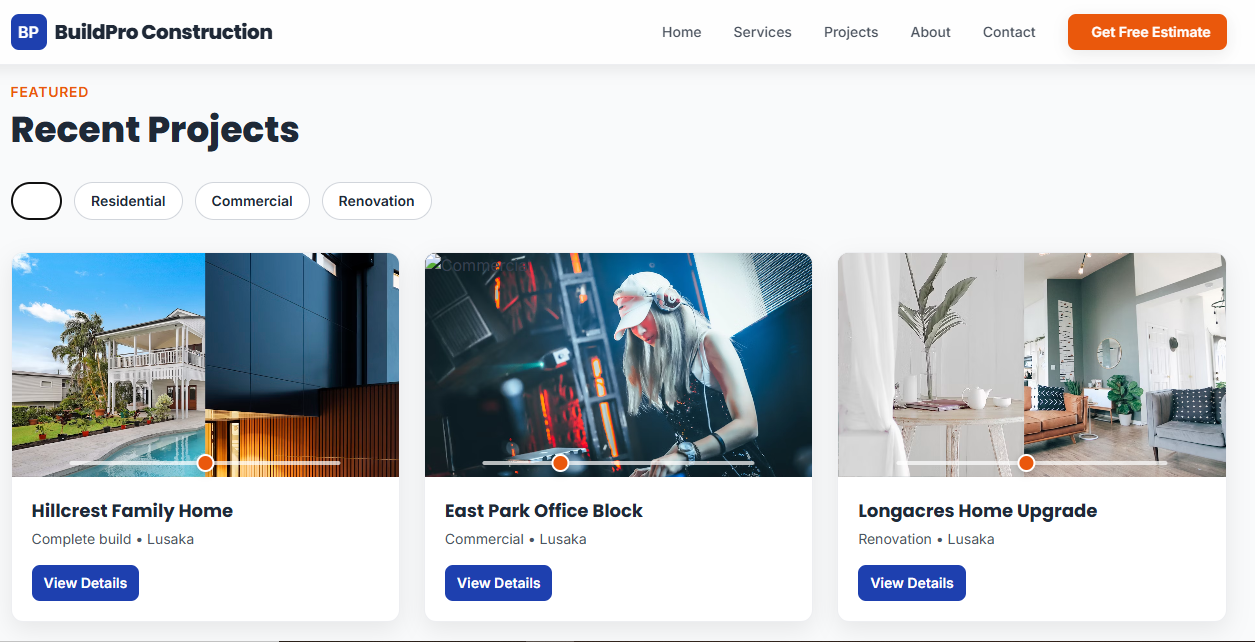 BP BuildPro Construction Home Services Projects About Contact Get Free Estimate
FEATURED
Recent Projects
Residential Commercial Renovation
Commercial
Hillcrest Family Home East Park Office Block Longacres Home Upgrade
Complete build • Lusaka Commercial • Lusaka Renovation • Lusaka
View Details View Details View Details